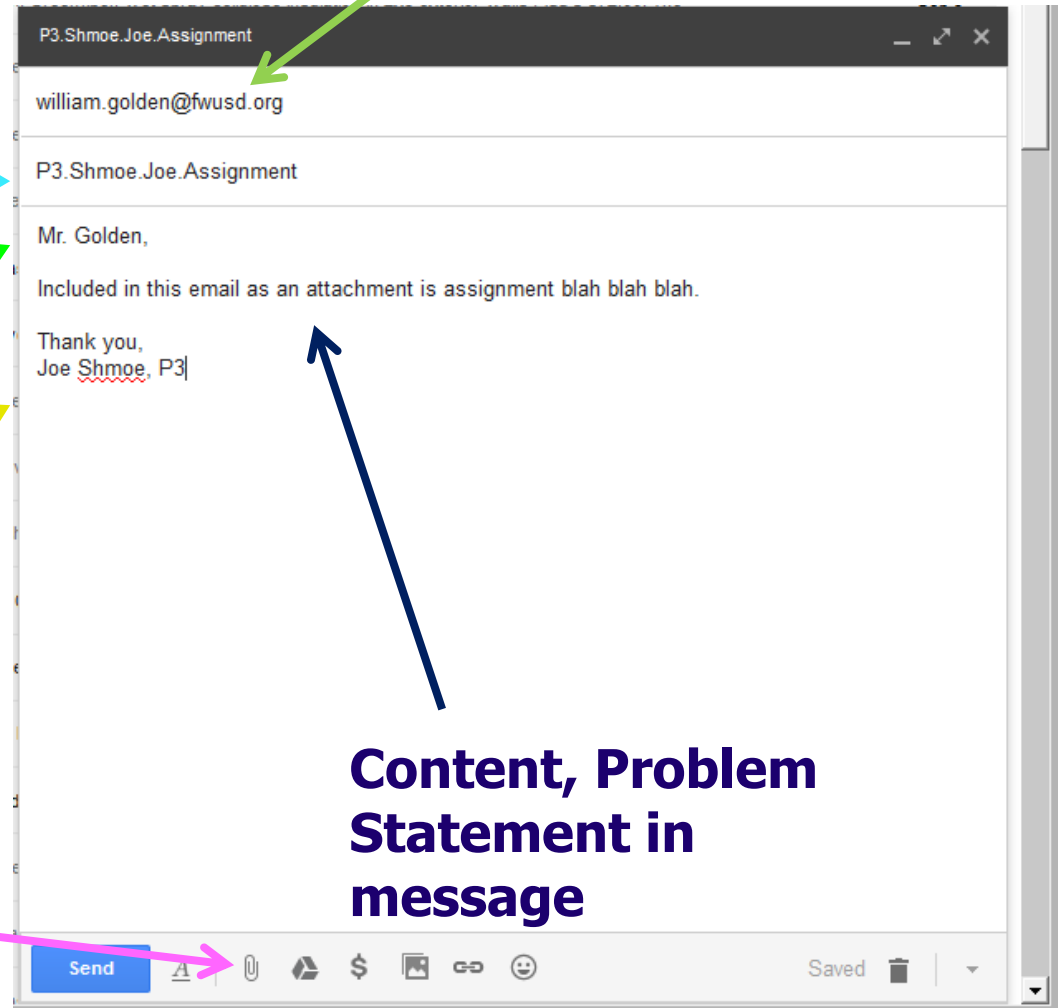 P3.Shmoe.Joe.Assignment
william.golden@fwusd.org
P3.Shmoe.Joe.Assignment
Mr. Golden,
Included in this email as an attachment is assignment blah blah blah.
Thank you,
Joe Shmoe, P3
Content, Problem
Statement in
message
Send A $ Saved